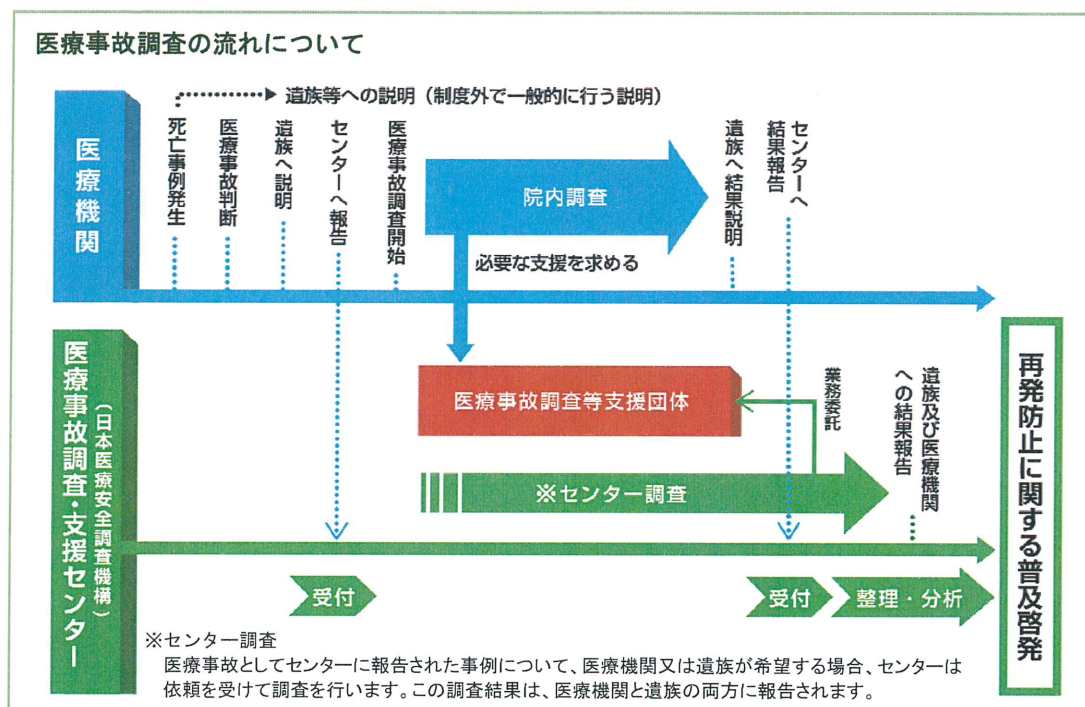 医療事故調査の流れについて
遺族等への説明（制度外で一般的に行う説明）
医療機関
死亡事例発生
医療事故判断
遺族へ説明
センターへ報告
医療事故調査開始
院内調査
遺族へ結果説明
センターへ
結果報告
必要な支援を求める
医療事故調査・支援センター
（日本医療安全調査機構）
医療事故調査等支援団体
業務委託
遺族及び医療機関
への結果報告
※センター調査
受付
受付
整理・分析
再発防止に関する普及啓発
※センター調査
医療事故としてセンターに報告された事例について、医療機関又は遺族が希望する場合、センターは
依頼を受けて調査を行います。この調査結果は、医療機関と遺族の両方に報告されます。